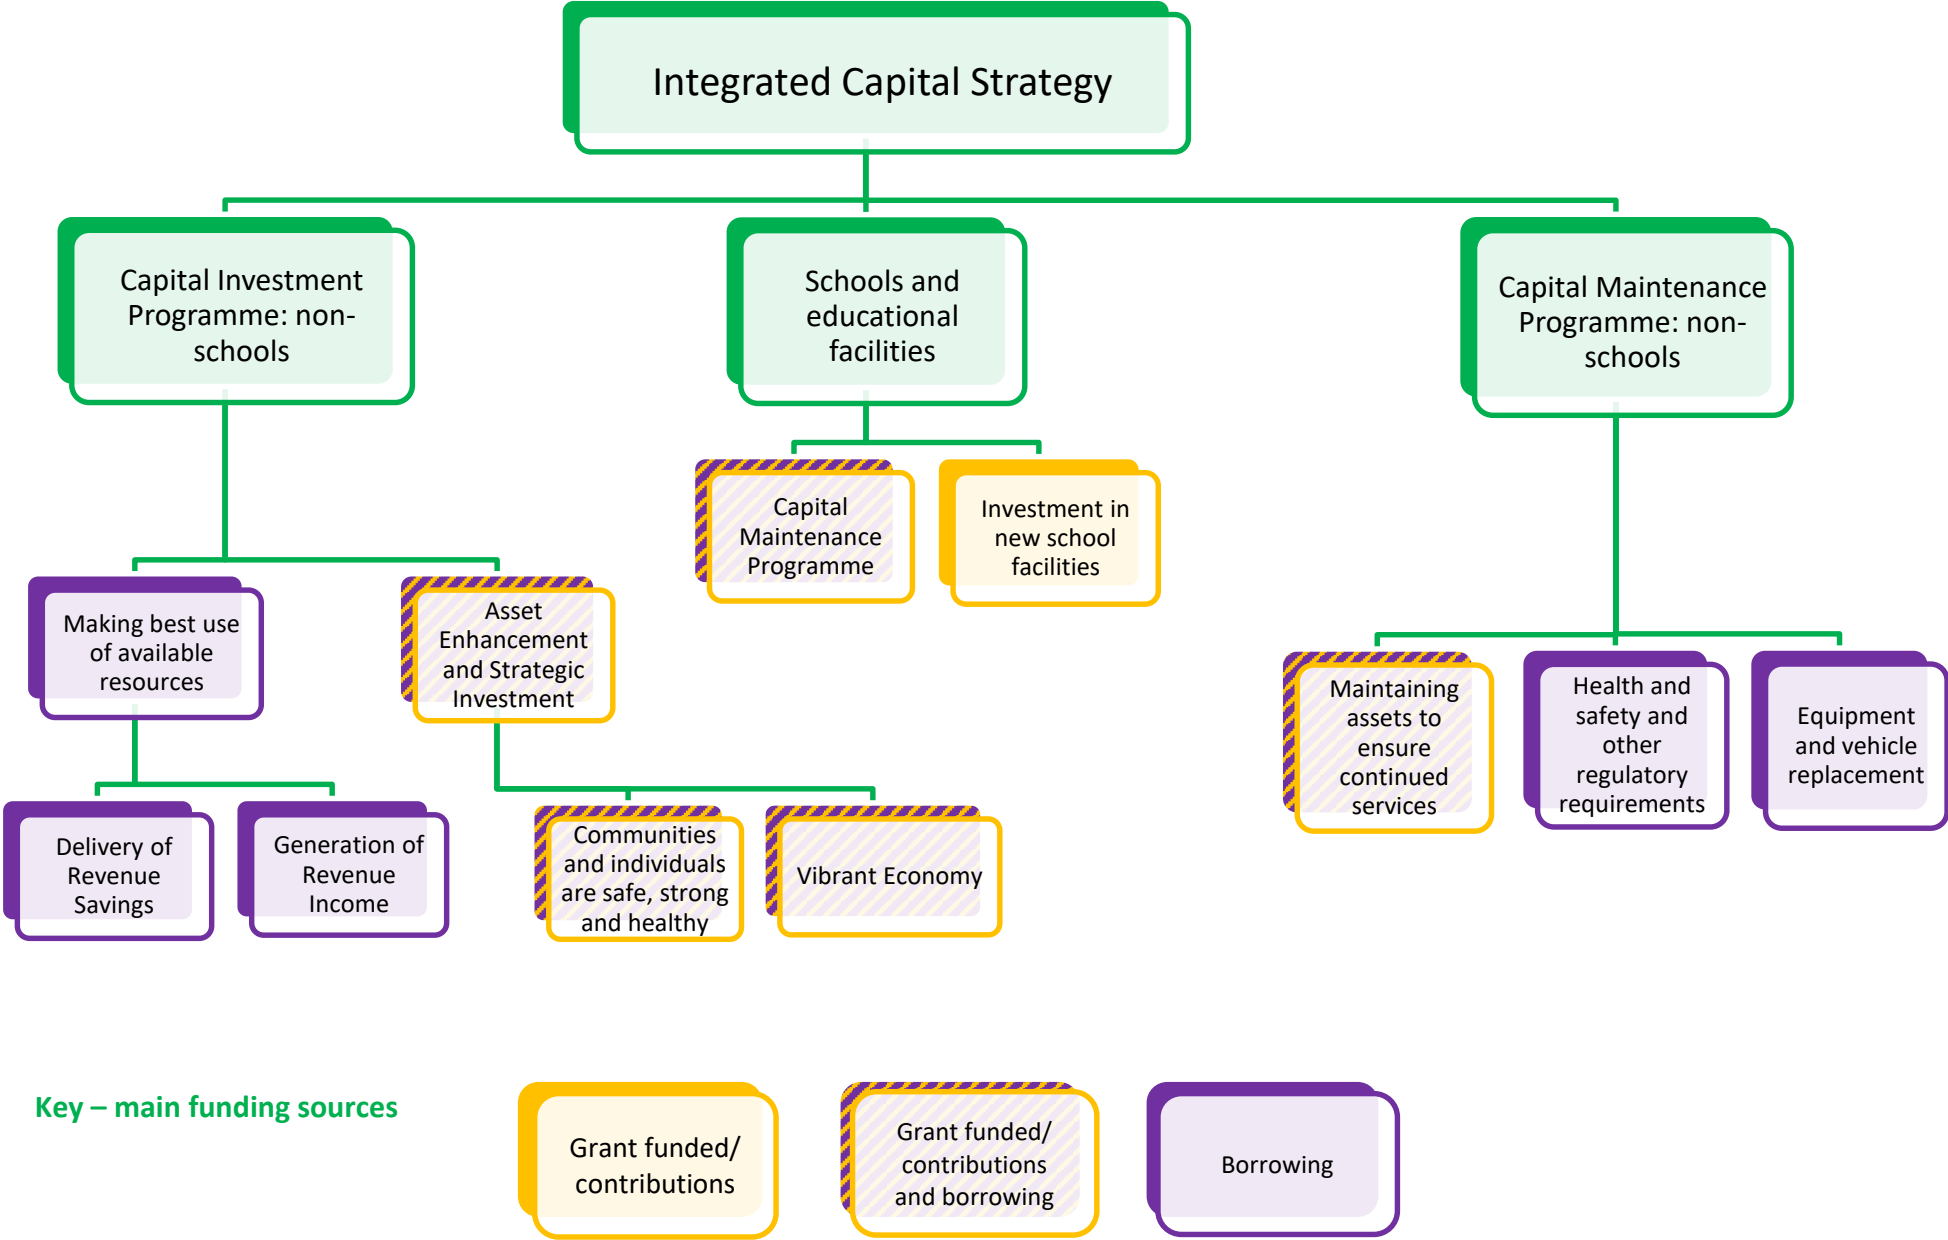 Integrated Capital Strategy
Capital Investment
Programme: non-
schools
Schools and
educational
facilities
Capital Maintenance
Programme: non-
schools
Capital
Maintenance
Programme
Investment in
new school
facilities
Making best use
of available
resources
Asset
Enhancement
and Strategic
Investment
Maintaining
assets to
ensure
continued
services
Health and
safety and
other
regulatory
requirements
Equipment
and vehicle
replacement
Delivery of
Revenue
Savings
Generation of
Revenue
Income
Communities
and individuals
are safe, strong
and healthy
Vibrant Economy
Key – main funding sources
Grant funded/
contributions
Grant funded/
contributions
and borrowing
Borrowing